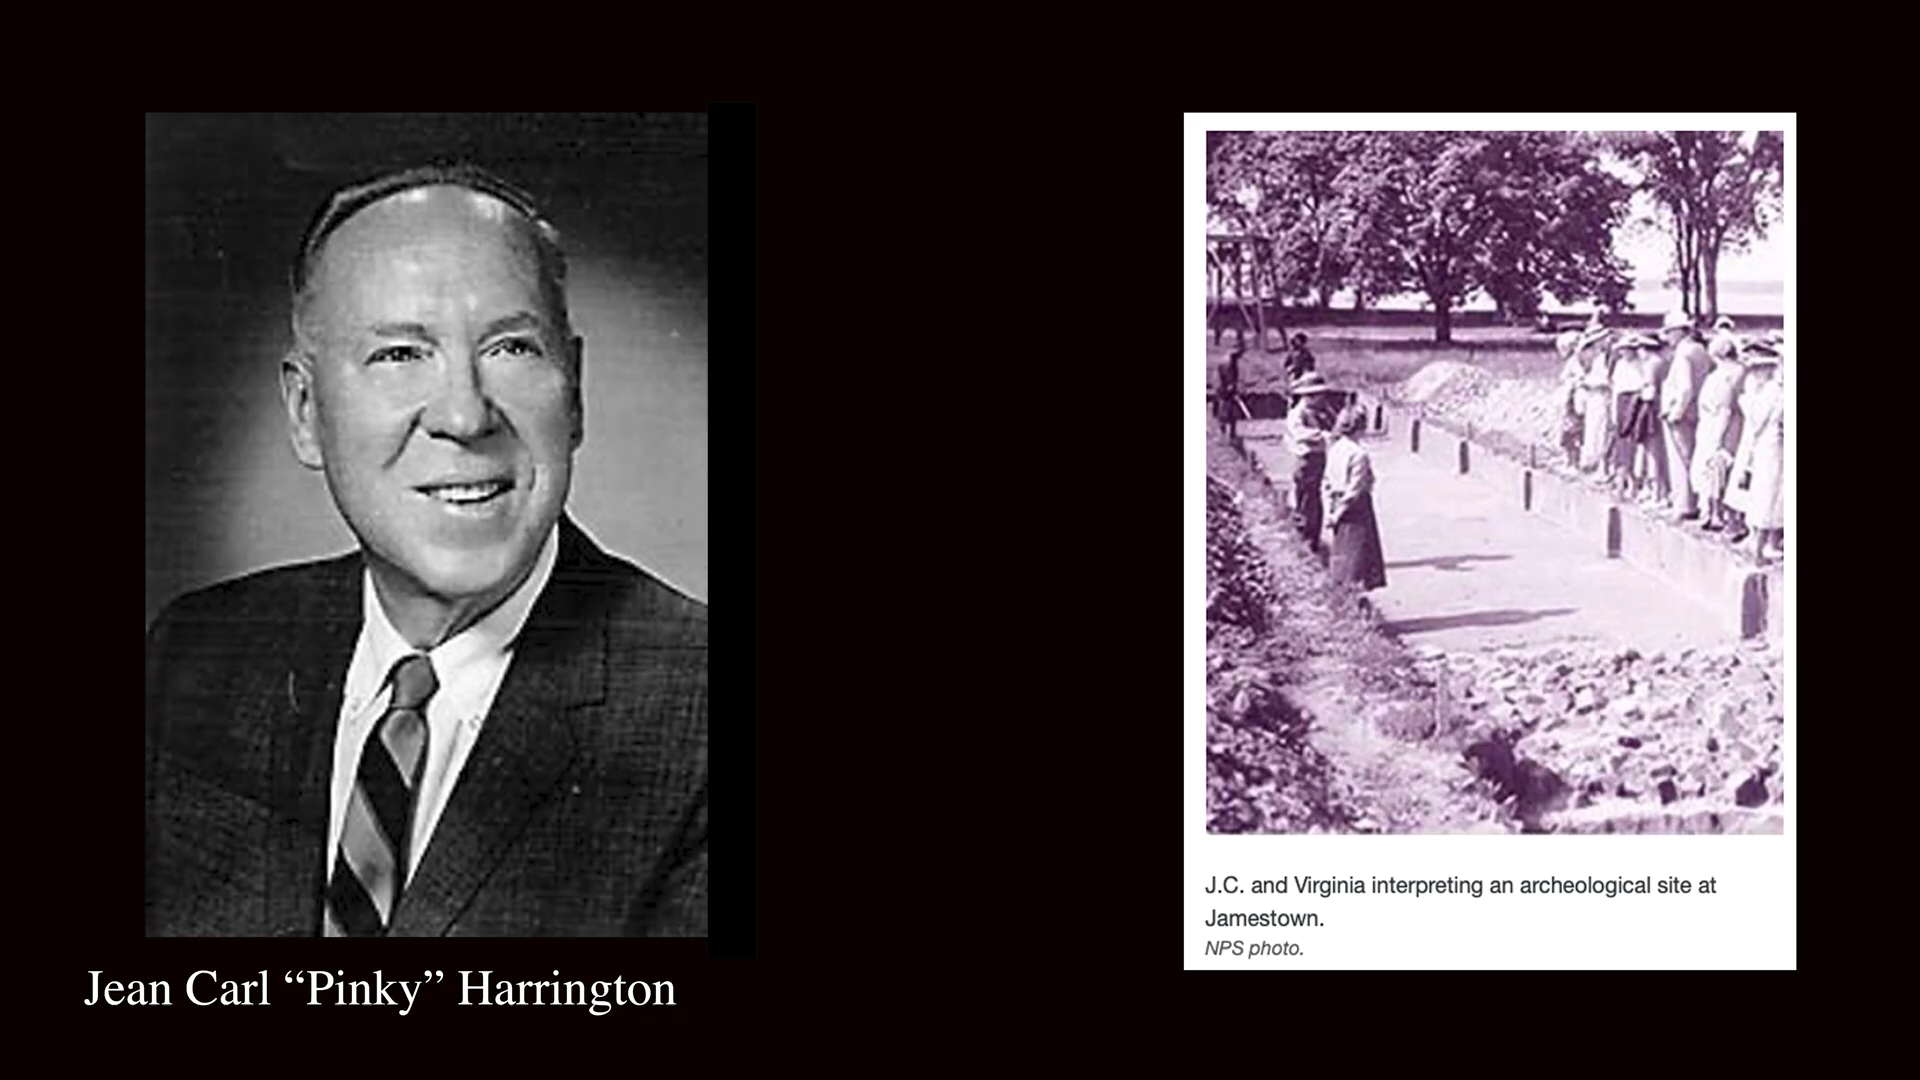 Jean Carl “Pinky” Harrington
J.C. and Virginia interpreting an archeological site at
Jamestown.
NPS photo.